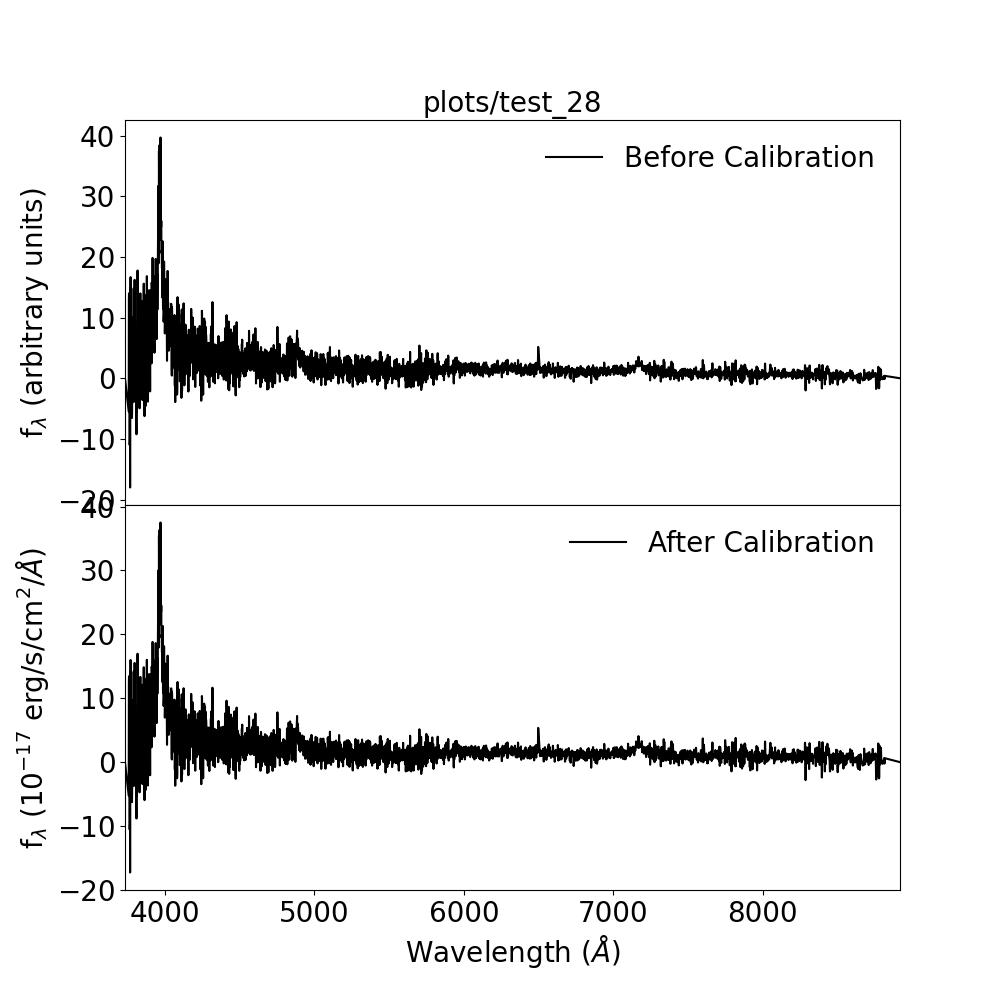 plots/test_28
40
30
20
10
0
−10
−20
f_λ (arbitrary units)
Before Calibration
40
30
20
10
0
−10
−20
f_λ (10⁻¹⁷ erg/s/cm²/Å)
After Calibration
4000 5000 6000 7000 8000
Wavelength (Å)